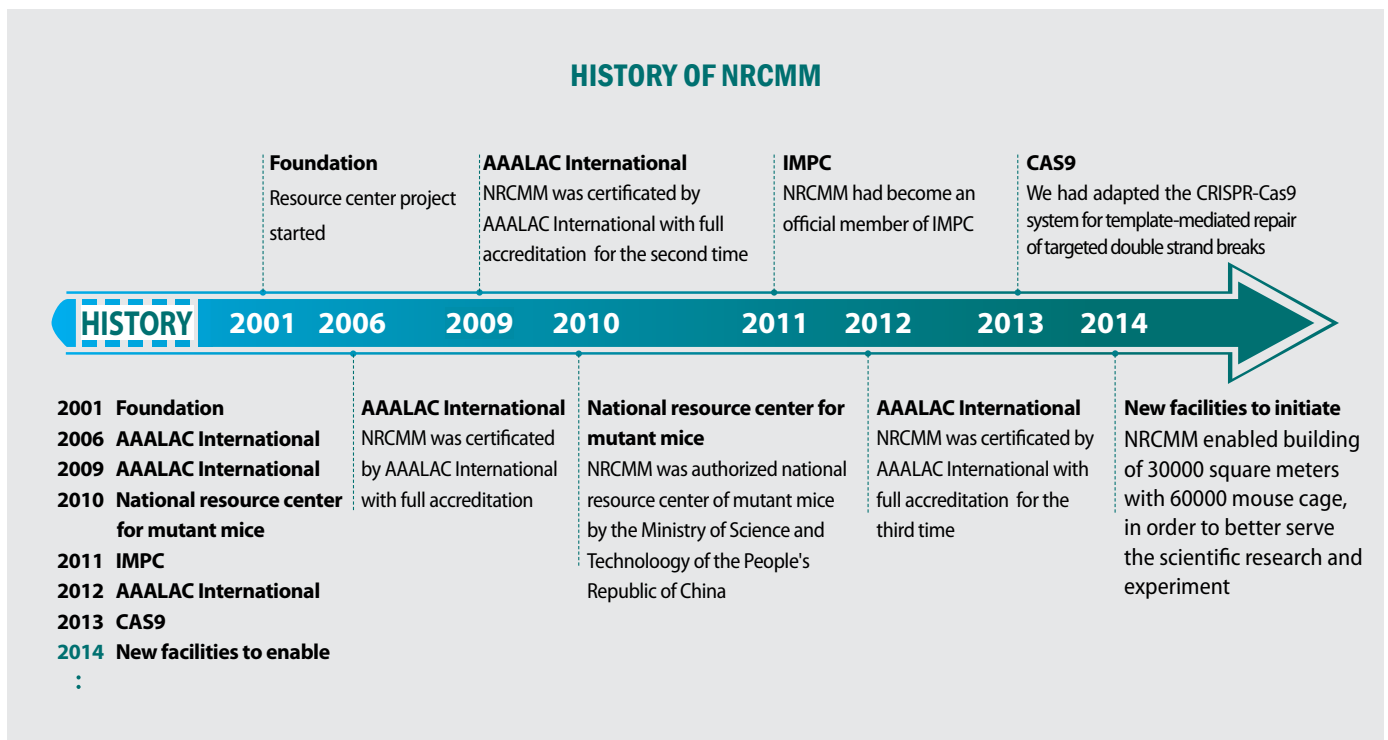 HISTORY OF NRCMM
Foundation
Resource center project
started
AAALAC International
NRCMM was certificated by
AAALAC International with full
accreditation for the second time
IMPC
NRCMM had become an
official member of IMPC
CAS9
We had adapted the CRISPR-Cas9
system for template-mediated repair
of targeted double strand breaks
HISTORY 2001 2006 2009 2010 2011 2012 2013 2014
2001 Foundation
2006 AAALAC International
2009 AAALAC International
2010 National resource center
for mutant mice
2011 IMPC
2012 AAALAC International
2013 CAS9
2014 New facilities to enable
:
AAALAC International
NRCMM was certificated
by AAALAC International
with full accreditation
National resource center for
mutant mice
NRCMM was authorized national
resource center of mutant mice
by the Ministry of Science and
Technoloogy of the People's
Republic of China
AAALAC International
NRCMM was certificated by
AAALAC International with
full accreditation for the
third time
New facilities to initiate
NRCMM enabled building
of 30000 square meters
with 60000 mouse cage,
in order to better serve
the scientific research and
experiment